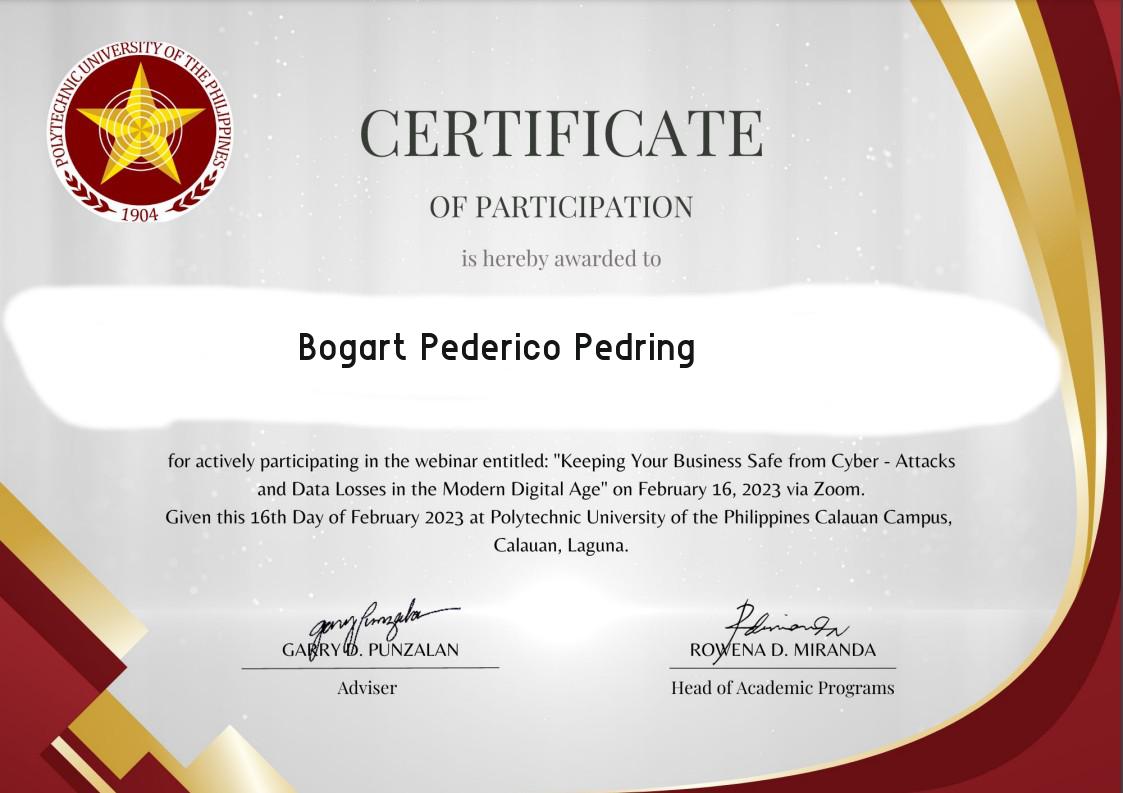 POLYTECHNIC UNIVERSITY OF THE PHILIPPINES
1904
CERTIFICATE
OF PARTICIPATION
is hereby awarded to
Bogart Pederico Pedring
for actively participating in the webinar entitled: "Keeping Your Business Safe from Cyber - Attacks
and Data Losses in the Modern Digital Age" on February 16, 2023 via Zoom.
Given this 16th Day of February 2023 at Polytechnic University of the Philippines Calauan Campus,
Calauan, Laguna.
GARRY D. PUNZALAN
ROWENA D. MIRANDA
Adviser
Head of Academic Programs